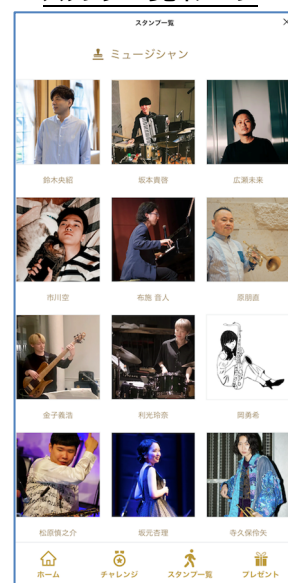 スタンプ一覧
×
ミュージシャン
鈴木央紹
坂本貴啓
広瀬未来
市川空
布施 音人
原朋直
金子義浩
利光玲奈
岡勇希
松原慎之介
坂元杏理
寺久保伶矢
ホーム
チャレンジ
スタンプ一覧
プレゼント